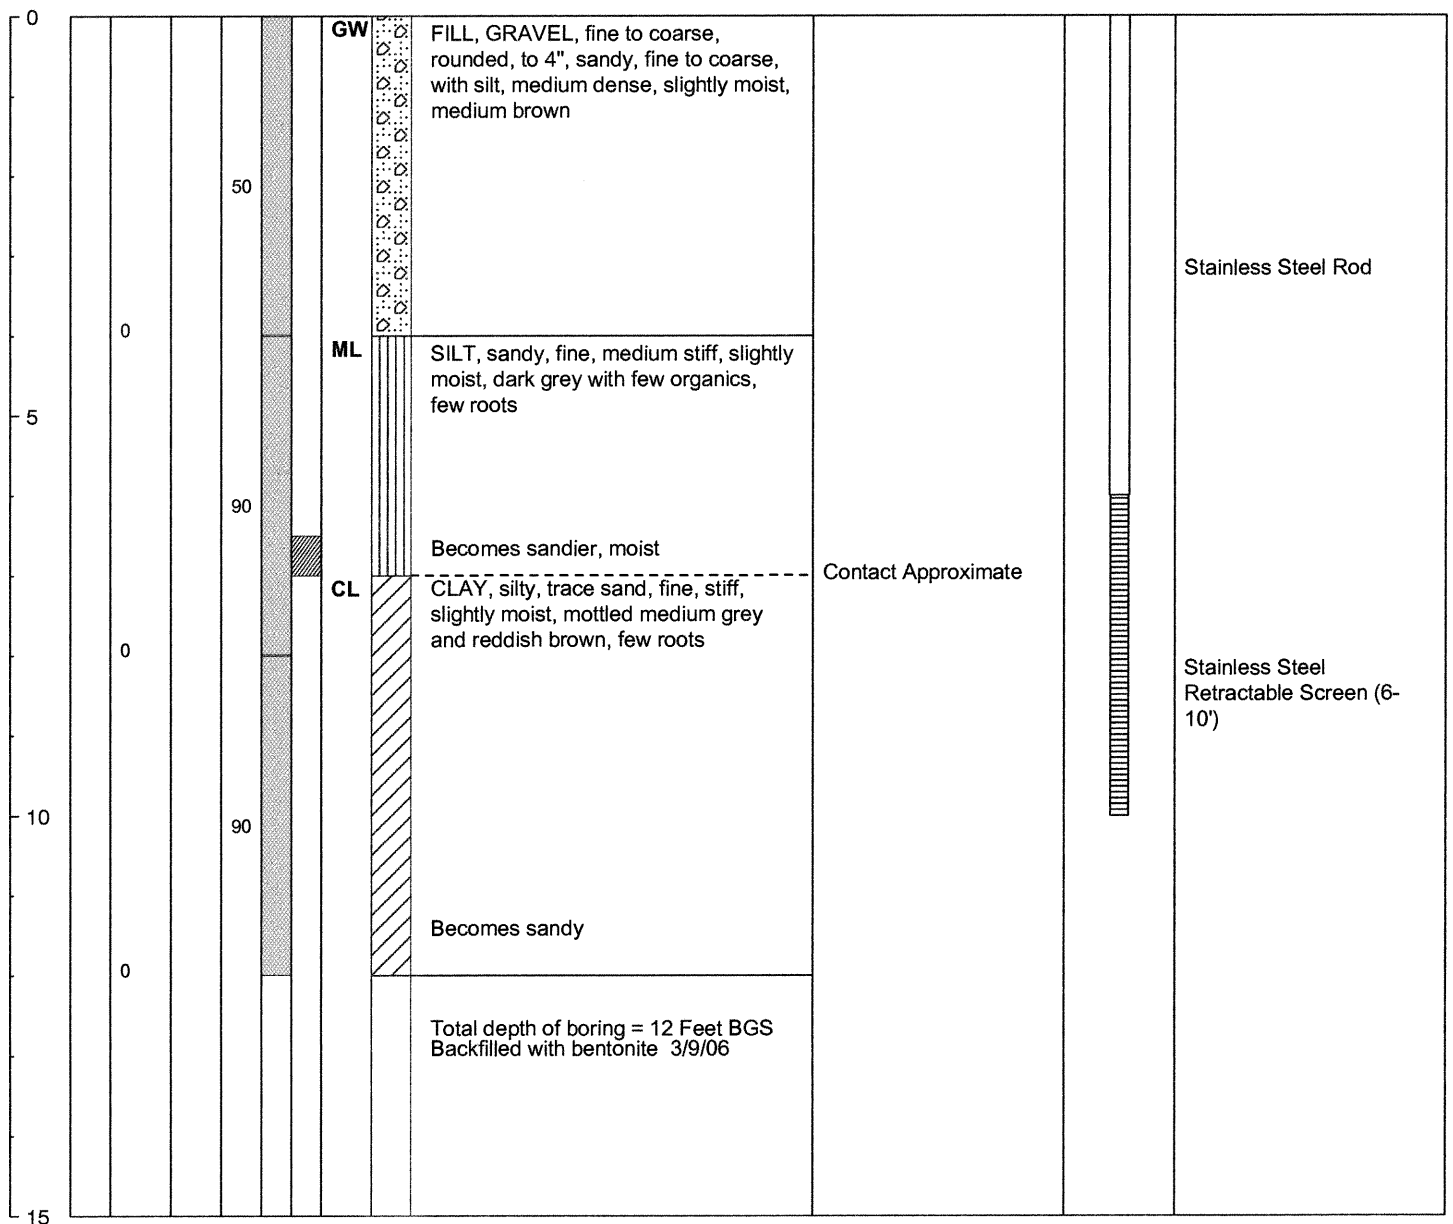 0
GW
FILL, GRAVEL, fine to coarse,
rounded, to 4", sandy, fine to coarse,
with silt, medium dense, slightly moist,
medium brown
50
Stainless Steel Rod
0
ML
SILT, sandy, fine, medium stiff, slightly
moist, dark grey with few organics,
few roots
5
90
Becomes sandier, moist
Contact Approximate
CL
CLAY, silty, trace sand, fine, stiff,
slightly moist, mottled medium grey
and reddish brown, few roots
0
Stainless Steel
Retractable Screen (6-
10')
10
90
Becomes sandy
0
Total depth of boring = 12 Feet BGS
Backfilled with bentonite 3/9/06
15